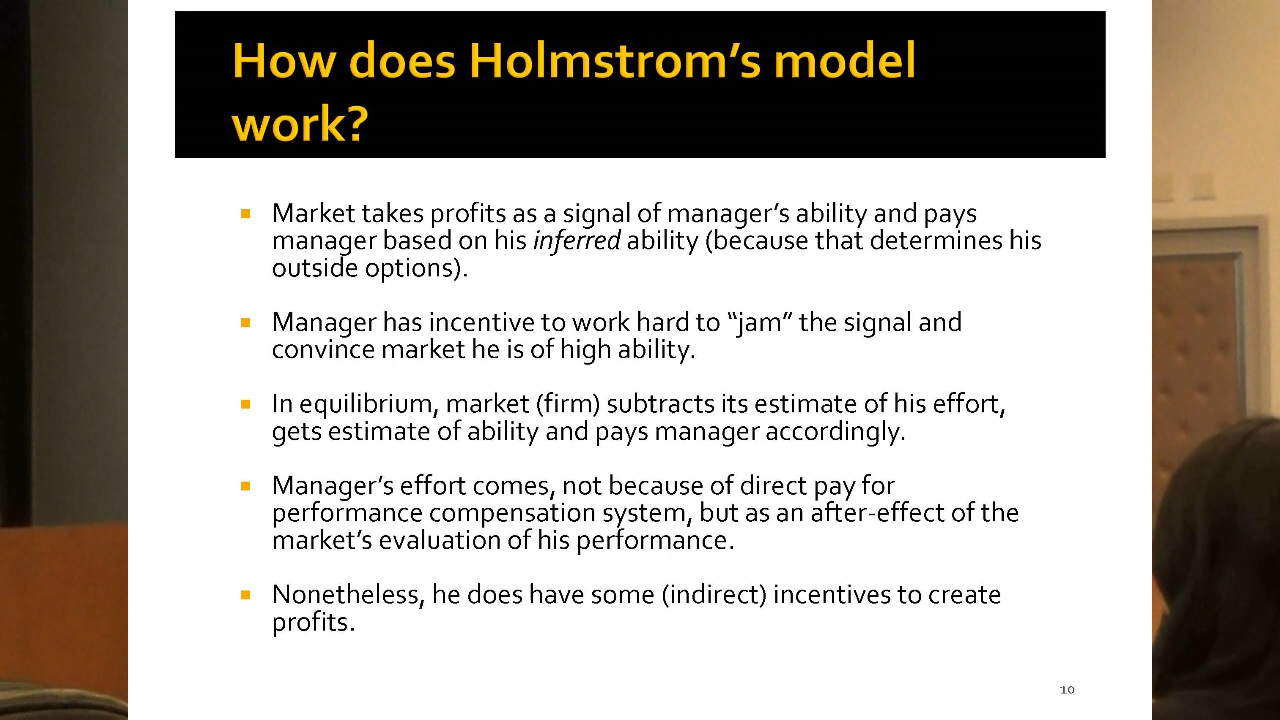 How does Holmstrom's model
work?
Market takes profits as a signal of manager's ability and pays
manager based on his inferred ability (because that determines his
outside options).
Manager has incentive to work hard to “jam” the signal and
convince market he is of high ability.
In equilibrium, market (firm) subtracts its estimate of his effort,
gets estimate of ability and pays manager accordingly.
Manager's effort comes, not because of direct pay for
performance compensation system, but as an after-effect of the
market's evaluation of his performance.
Nonetheless, he does have some (indirect) incentives to create
profits.
10